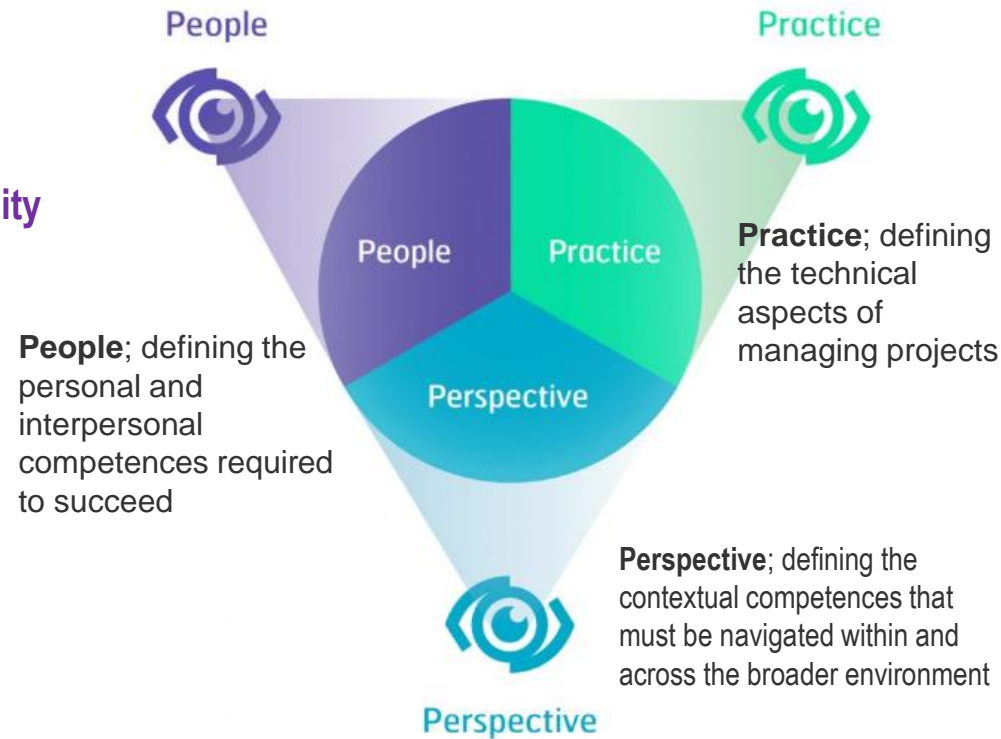 People
Practice
ity
People
Practice
Practice; defining
the technical
aspects of
managing projects
People; defining the
personal and
interpersonal
competences required
to succeed
Perspective
Perspective; defining the
contextual competences that
must be navigated within and
across the broader environment
Perspective